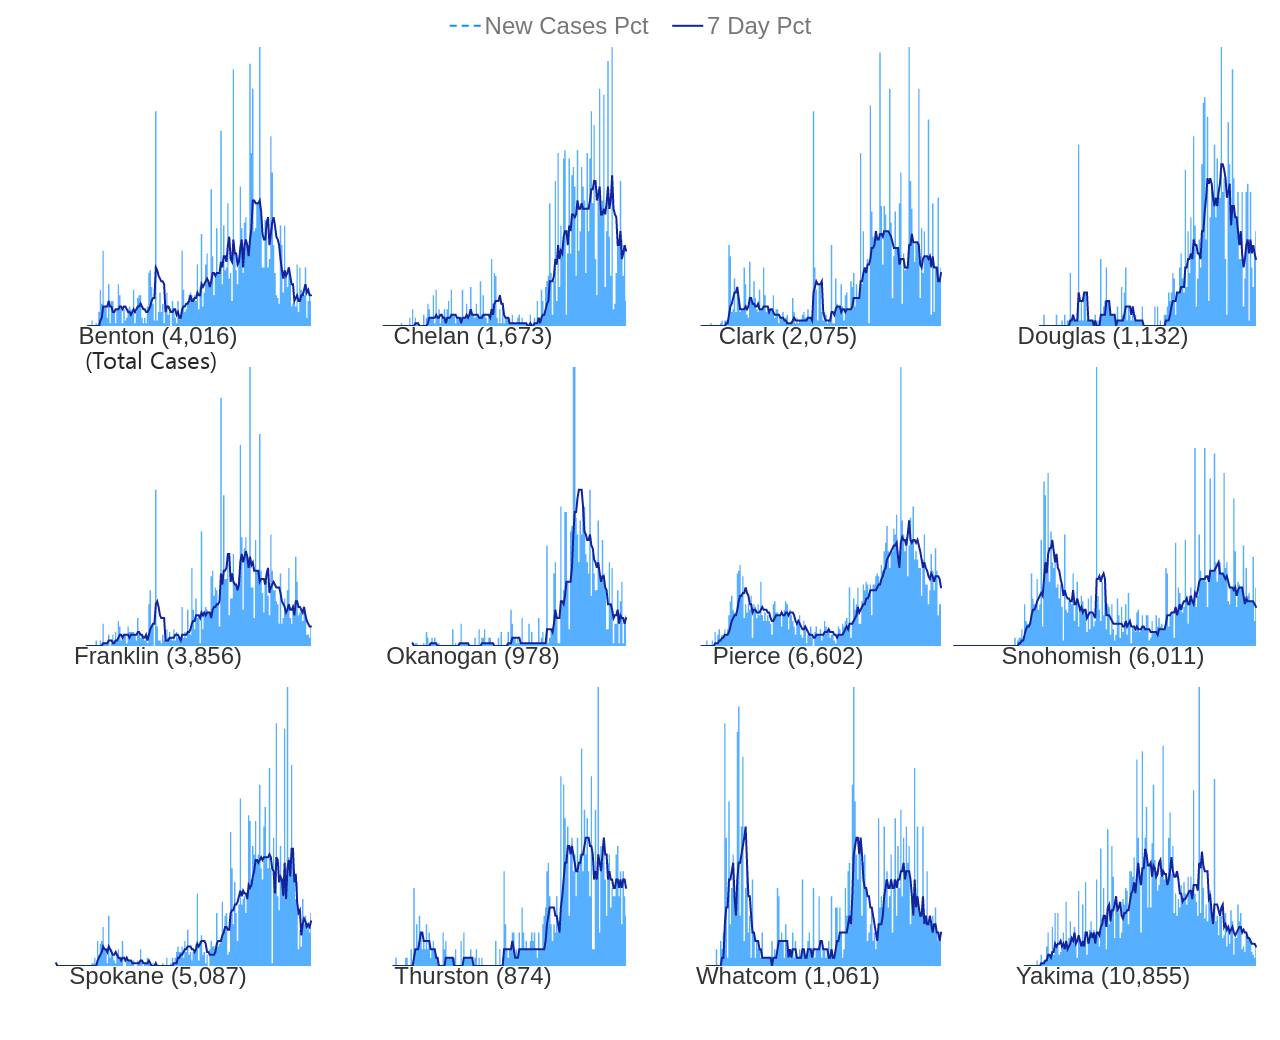 New Cases Pct 7 Day Pct
Benton (4,016) Chelan (1,673) Clark (2,075) Douglas (1,132)
(Total Cases)
Franklin (3,856) Okanogan (978) Pierce (6,602) Snohomish (6,011)
Spokane (5,087) Thurston (874) Whatcom (1,061) Yakima (10,855)